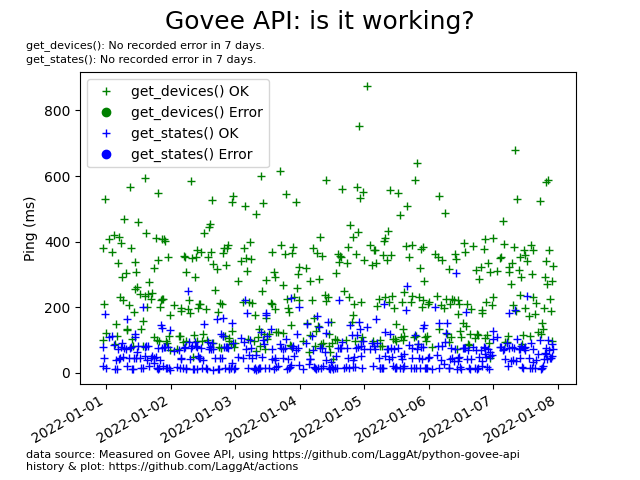 Govee API: is it working?
get_devices(): No recorded error in 7 days.
get_states(): No recorded error in 7 days.
get_devices() OK
get_devices() Error
get_states() OK
get_states() Error
Ping (ms)
800
600
400
200
0
2022-01-01
2022-01-02
2022-01-03
2022-01-04
2022-01-05
2022-01-06
2022-01-07
2022-01-08
data source: Measured on Govee API, using https://github.com/LaggAt/python-govee-api
history & plot: https://github.com/LaggAt/actions